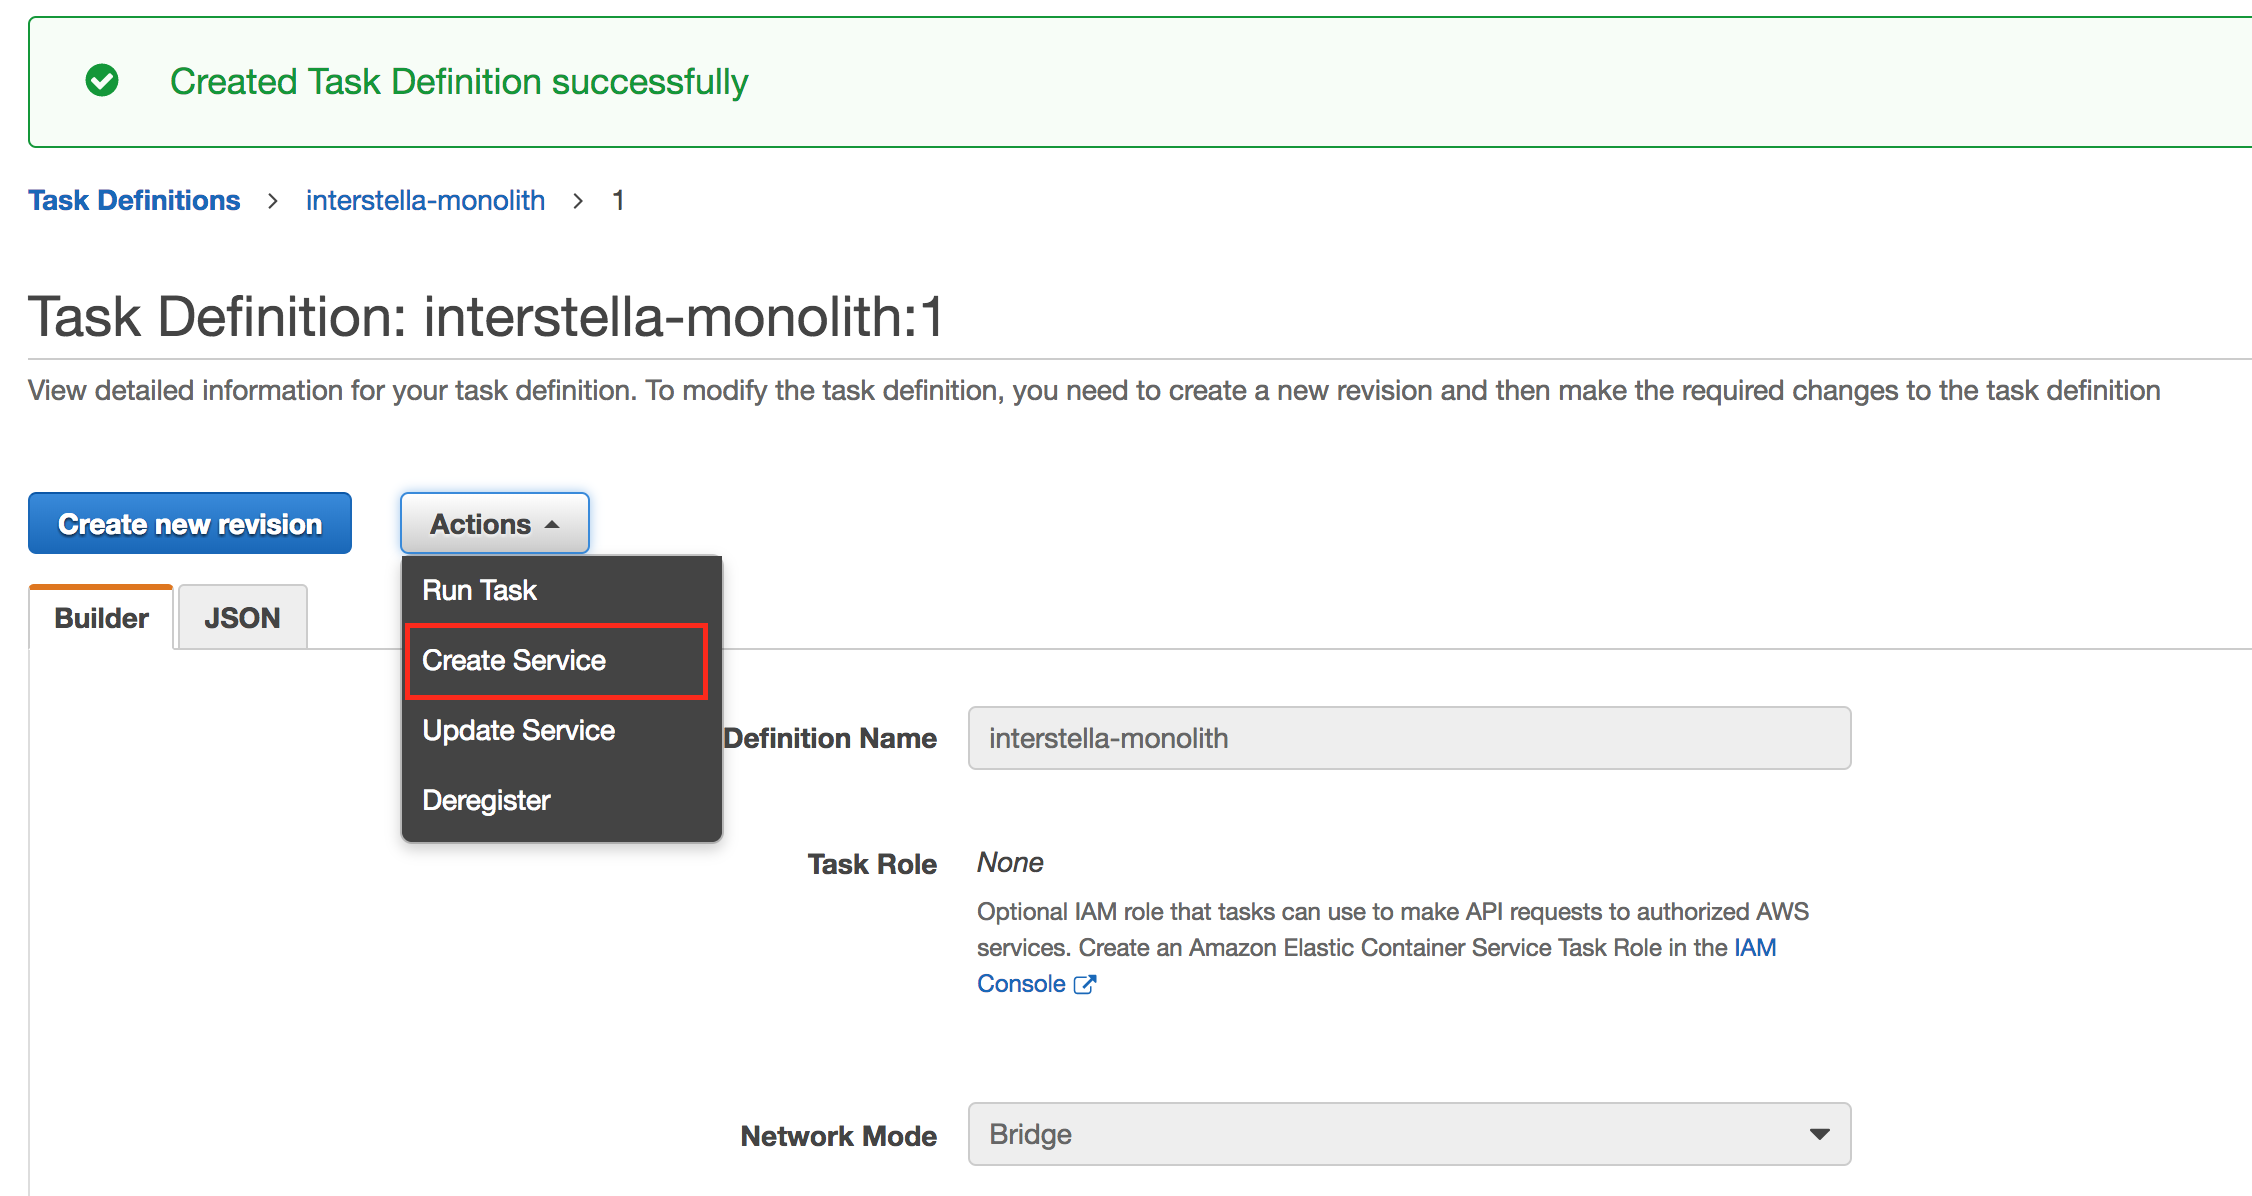 Created Task Definition successfully
Task Definitions > interstella-monolith > 1
Task Definition: interstella-monolith:1
View detailed information for your task definition. To modify the task definition, you need to create a new revision and then make the required changes to the task definition
Create new revision
Actions
Run Task
Create Service
Update Service
Deregister
Builder
JSON
Definition Name
interstella-monolith
Task Role
None
Optional IAM role that tasks can use to make API requests to authorized AWS
services. Create an Amazon Elastic Container Service Task Role in the IAM
Console
Network Mode
Bridge